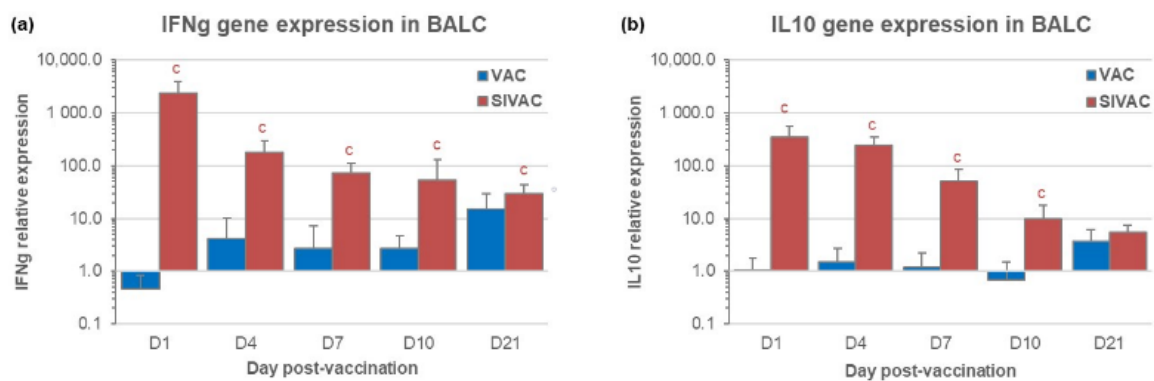 (a)
IFNg gene expression in BALC
10,000.0
1 000.0
100.0
10.0
1.0
0.1
IFNg relative expression
VAC
SIVAC
c
c
c
c
c
D1 D4 D7 D10 D21
Day post-vaccination
(b)
IL10 gene expression in BALC
10,000.0
1 000.0
100.0
10.0
1.0
0.1
IL10 relative expression
VAC
SIVAC
c
c
c
c
D1 D4 D7 D10 D21
Day post-vaccination